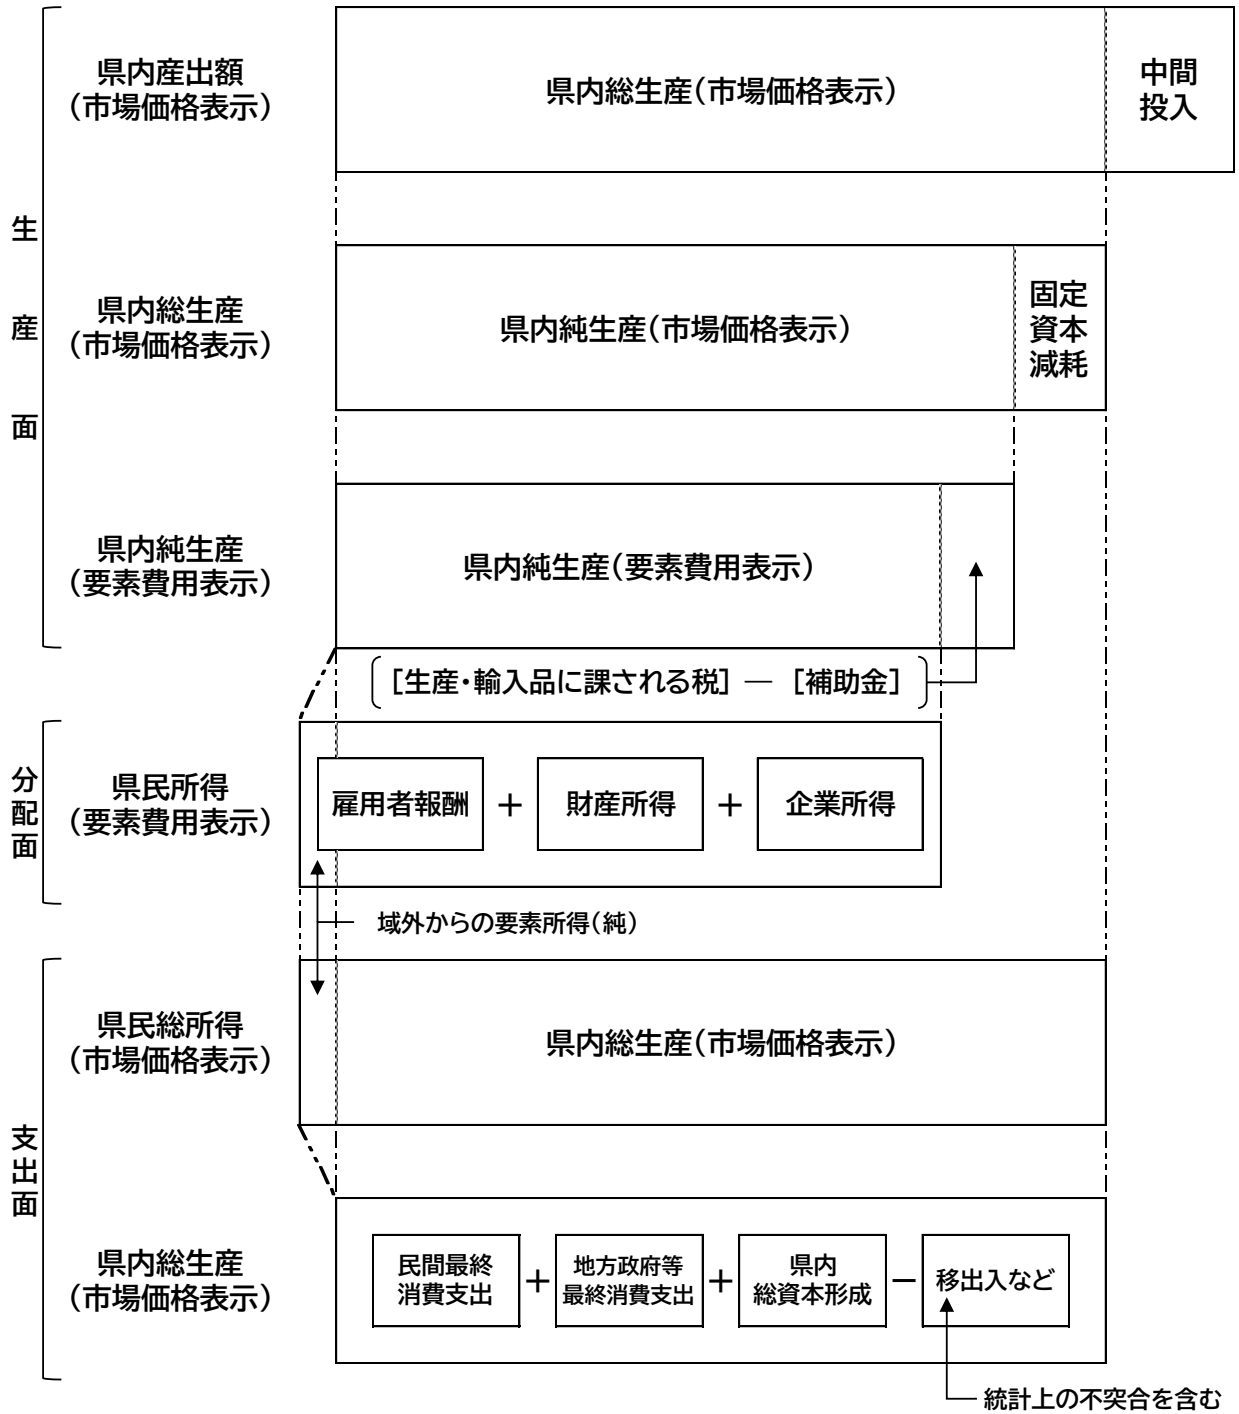 生産面
県内産出額
（市場価格表示）
県内総生産（市場価格表示）
中間
投入
県内総生産
（市場価格表示）
県内純生産（市場価格表示）
固定
資本
減耗
県内純生産
（要素費用表示）
県内純生産（要素費用表示）
［生産・輸入品に課される税］ ― ［補助金］
分配面
県民所得
（要素費用表示）
雇用者報酬 ＋ 財産所得 ＋ 企業所得
域外からの要素所得（純）
支出面
県民総所得
（市場価格表示）
県内総生産（市場価格表示）
県内総生産
（市場価格表示）
民間最終
消費支出
＋
地方政府等
最終消費支出
＋
県内
総資本形成
－
移出入など
統計上の不突合を含む